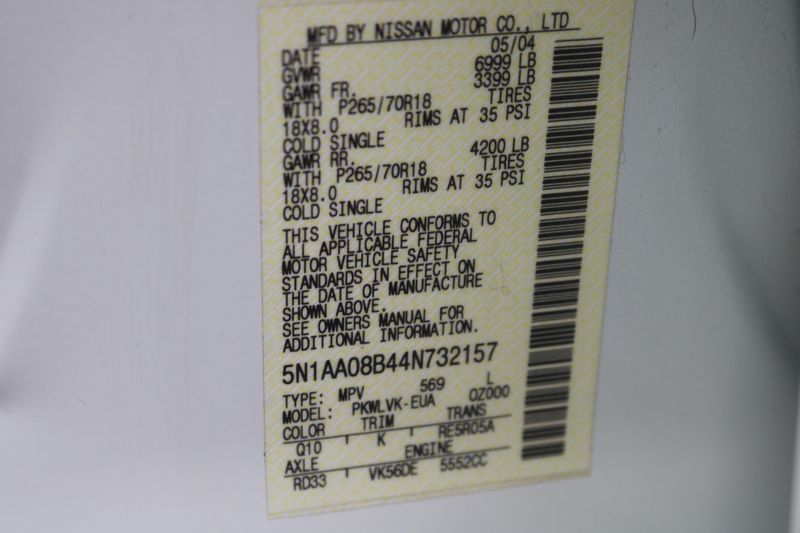 MFD BY NISSAN MOTOR CO., LTD
DATE 05/04
GVWR 6999 LB
GAWR FR. 3399 LB
WITH P265/70R18 TIRES
18X8.0 RIMS AT 35 PSI
COLD SINGLE
GAWR RR. 4200 LB
WITH P265/70R18 TIRES
18X8.0 RIMS AT 35 PSI
COLD SINGLE
THIS VEHICLE CONFORMS TO
ALL APPLICABLE FEDERAL
MOTOR VEHICLE SAFETY
STANDARDS IN EFFECT ON
THE DATE OF MANUFACTURE
SHOWN ABOVE.
SEE OWNERS MANUAL FOR
ADDITIONAL INFORMATION.
5N1AA08B44N732157
TYPE: MPV 569 L
MODEL: PKWLVK-EUA QZ000
COLOR TRIM TRANS
Q10 K RE5R05A
AXLE ENGINE
RD33 VK56DE 5552CC